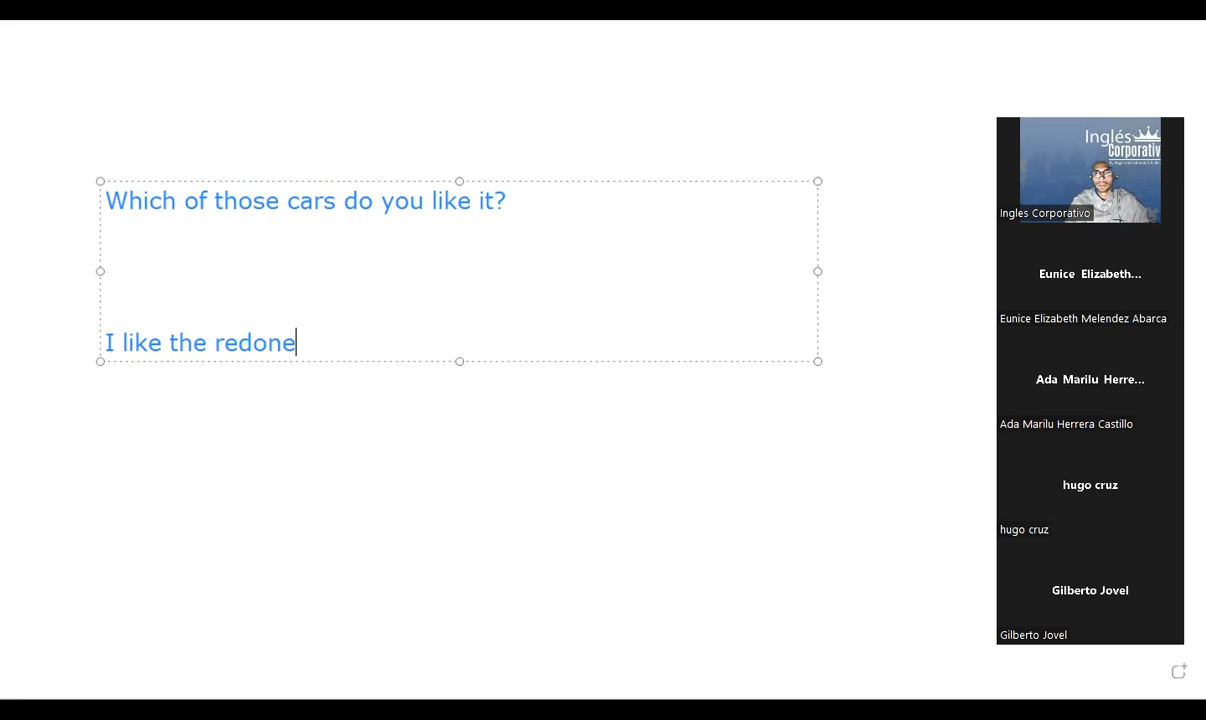 Which of those cars do you like it?
I like the redone
Inglés
Corporativ
Ingles Corporativo
Eunice Elizabeth...
Eunice Elizabeth Melendez Abarca
Ada Marilu Herre...
Ada Marilu Herrera Castillo
hugo cruz
hugo cruz
Gilberto Jovel
Gilberto Jovel